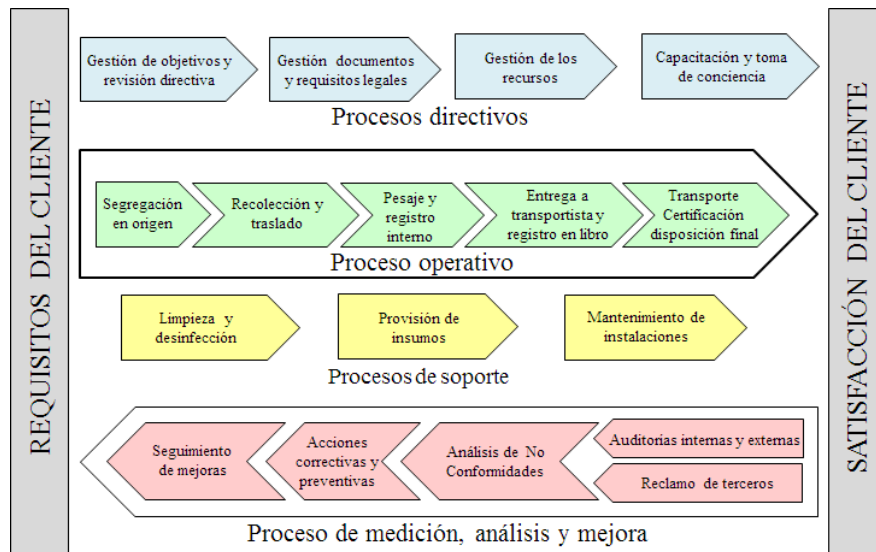 REQUISITOS DEL CLIENTE
Gestión de objetivos y
revisión directiva
Gestión documentos
y requisitos legales
Gestión de los
recursos
Capacitación y toma
de conciencia
Procesos directivos
Segregación
en origen
Recolección y
traslado
Pesaje y
registro
interno
Entrega a
transportista y
registro en libro
Transporte
Certificación
disposición final
Proceso operativo
Limpieza y
desinfección
Provisión de
insumos
Mantenimiento de
instalaciones
Procesos de soporte
Seguimiento
de mejoras
Acciones
correctivas y
preventivas
Análisis de No
Conformidades
Auditorias internas y externas
Reclamo de terceros
Proceso de medición, análisis y mejora
SATISFACCIÓN DEL CLIENTE